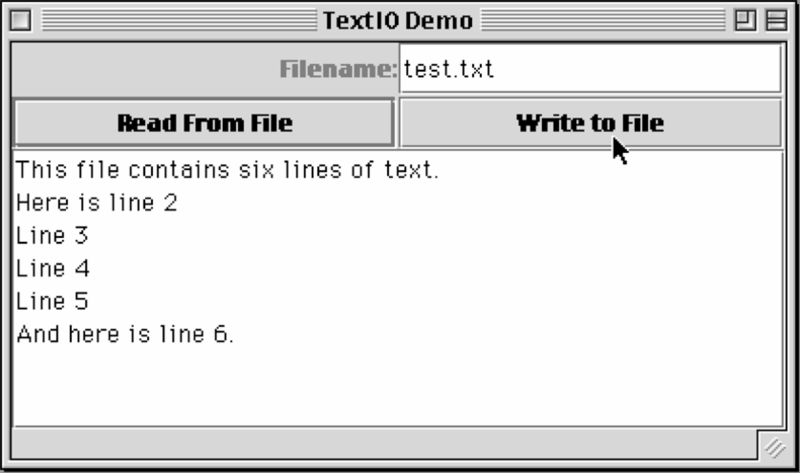 TextIO Demo
Filename: test.txt
Read From File
Write to File
This file contains six lines of text.
Here is line 2
Line 3
Line 4
Line 5
And here is line 6.